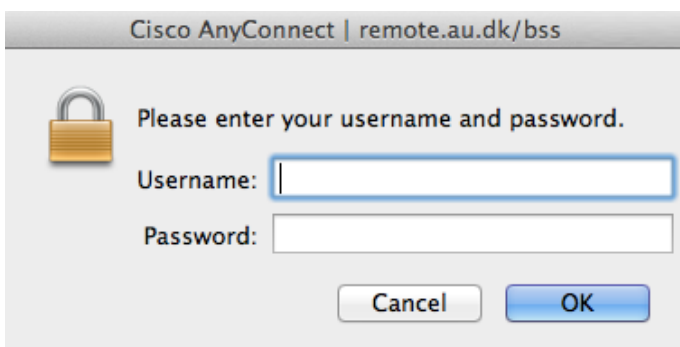 Cisco AnyConnect | remote.au.dk/bss
Please enter your username and password.
Username:
Password:
Cancel OK